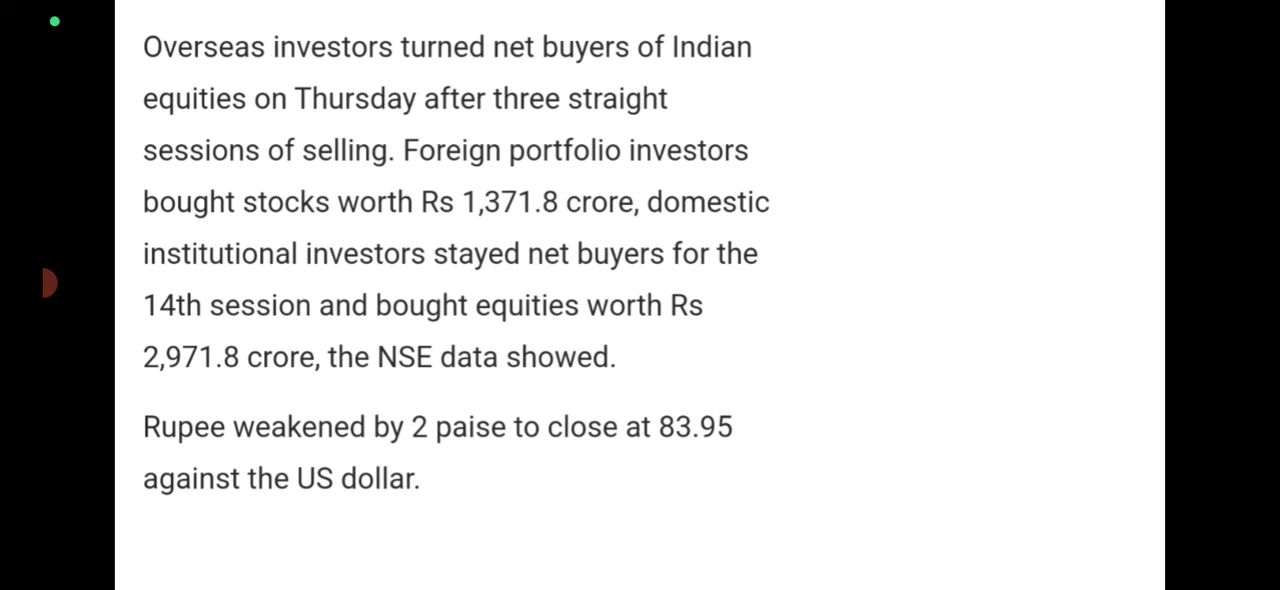 Overseas investors turned net buyers of Indian
equities on Thursday after three straight
sessions of selling. Foreign portfolio investors
bought stocks worth Rs 1,371.8 crore, domestic
institutional investors stayed net buyers for the
14th session and bought equities worth Rs
2,971.8 crore, the NSE data showed.
Rupee weakened by 2 paise to close at 83.95
against the US dollar.